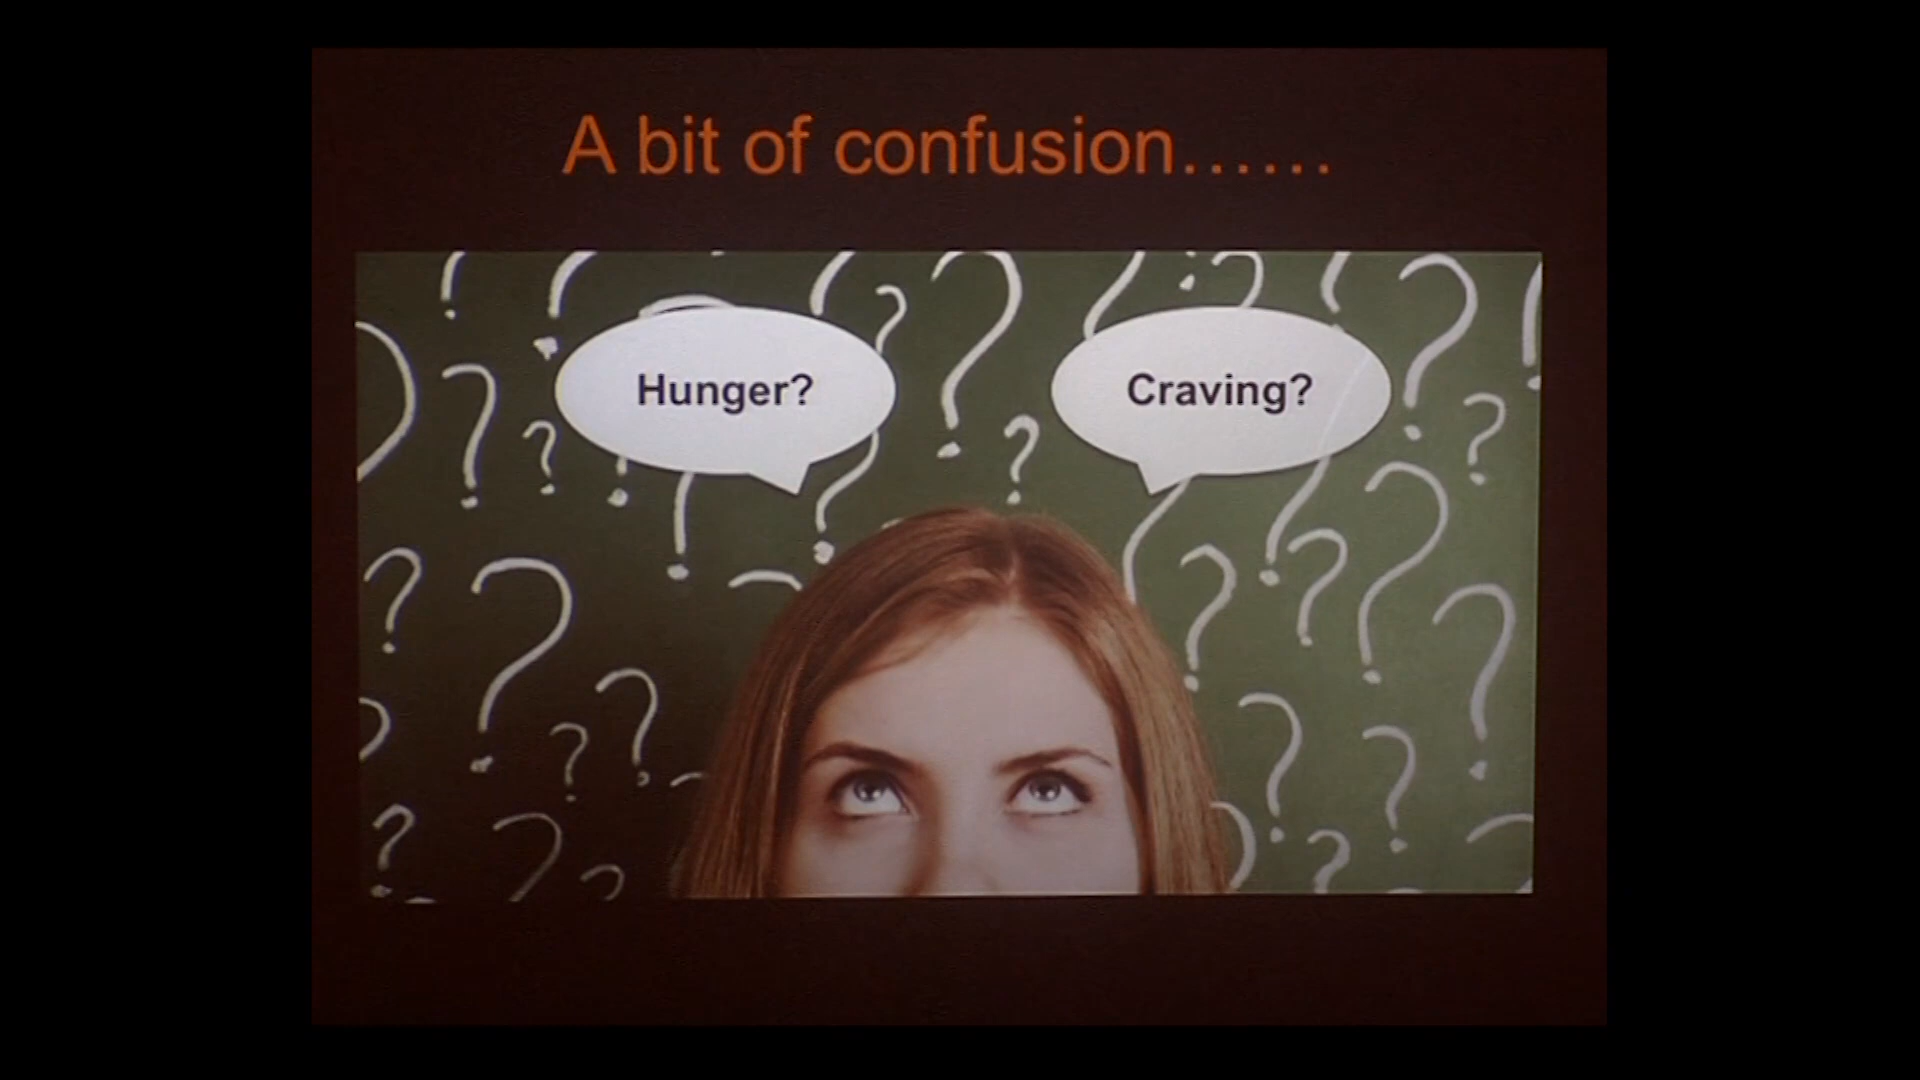 A bit of confusion......
Hunger?
Craving?